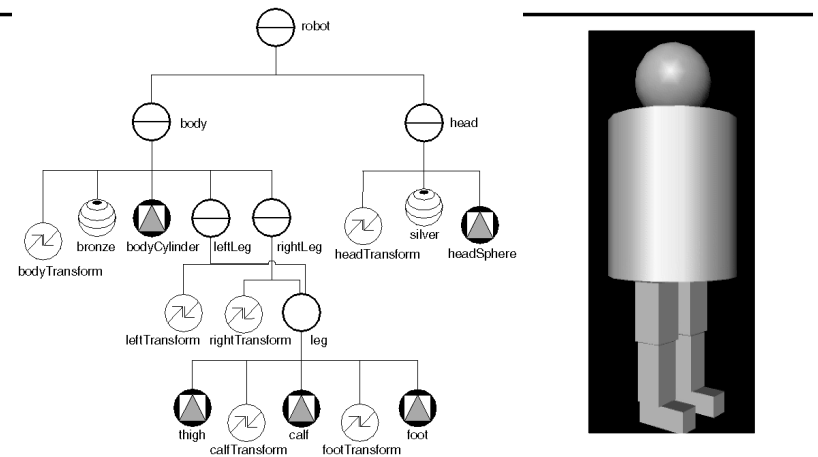 robot
body
head
bronze
bodyCylinder
leftLeg
rightLeg
bodyTransform
headTransform
silver
headSphere
leftTransform
rightTransform
leg
thigh
calfTransform
calf
footTransform
foot